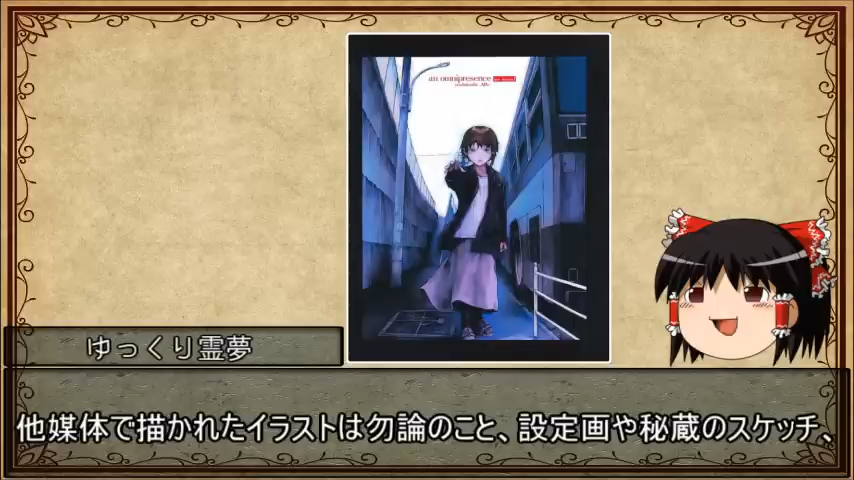 an omnipresence
ゆっくり霊夢
他媒体で描かれたイラストは勿論のこと、設定画や秘蔵のスケッチ、